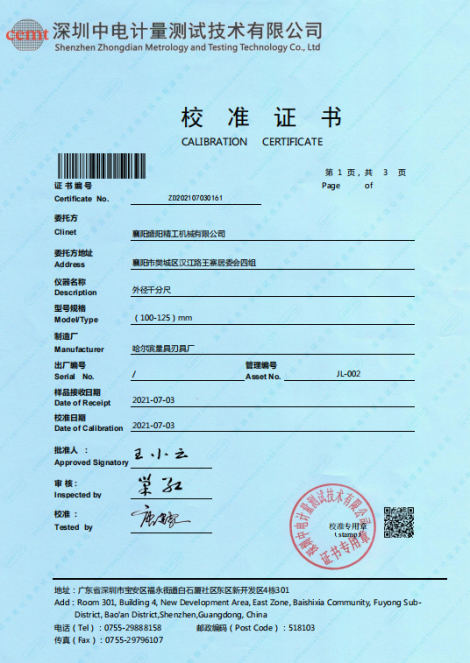 cemt
深圳中电计量测试技术有限公司
Shenzhen Zhongdian Metrology and Testing Technology Co., Ltd
校 准 证 书
CALIBRATION CERTIFICATE
第 1 页，共 3 页
Page of
证书编号
Certificate No. Z0202107030161
委托方
Clinet 襄阳盛阳精工机械有限公司
委托方地址
Address 襄阳市樊城区汉江路王寨居委会四组
仪器名称
Description 外径千分尺
型号规格
Model/Type （100-125）mm
制造厂
Manufacturer 哈尔滨量具刃具厂
出厂编号 管理编号
Serial No. / Asset No. JL-002
样品接收日期
Date of Receipt 2021-07-03
校准日期
Date of Calibration 2021-07-03
批准人 ： 王小云
Approved Signatory
审 核：
Inspected by
校准 ：
Tested by
深圳中电计量测试技术有限公司
校准专用章
(stamp)
证书专用章
地址：广东省深圳市宝安区福永街道白石厦社区东区新开发区4栋301
Add：Room 301, Building 4, New Development Area, East Zone, Baishixia Community, Fuyong Sub-
District, Bao'an District,Shenzhen,Guangdong, China
电话（Tel）：0755-29888158 邮政编码（Post Code）：518103
传真（Fax）：0755-29796107